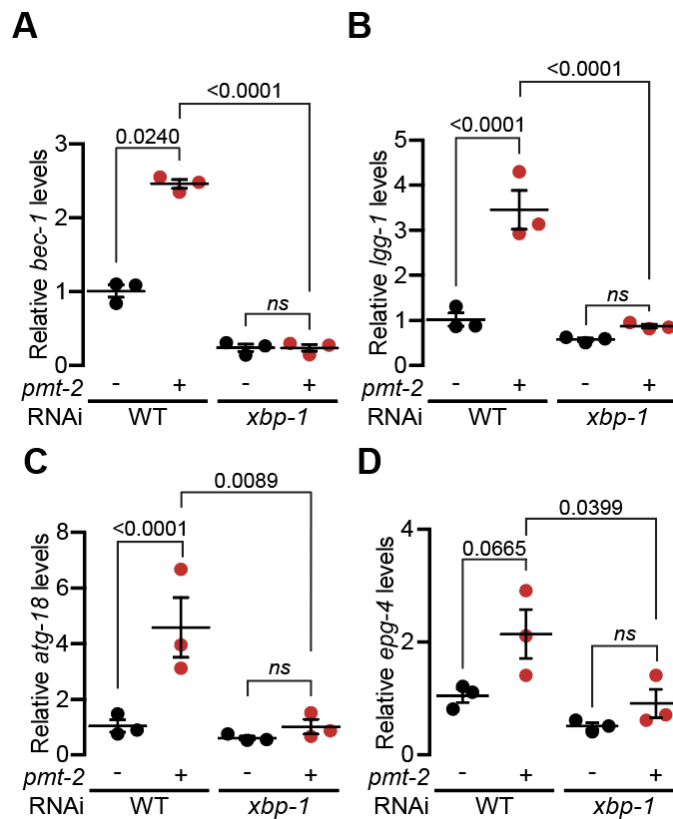 A
<0.0001
0.0240
3
2
1
0
Relative bec-1 levels
ns
pmt-2 - + - +
RNAi WT xbp-1
B
<0.0001
<0.0001
5
4
3
2
1
0
Relative lgg-1 levels
ns
pmt-2 - + - +
RNAi WT xbp-1
C
0.0089
<0.0001
8
6
4
2
0
Relative atg-18 levels
ns
pmt-2 - + - +
RNAi WT xbp-1
D
0.0399
0.0665
4
2
0
Relative epg-4 levels
ns
pmt-2 - + - +
RNAi WT xbp-1